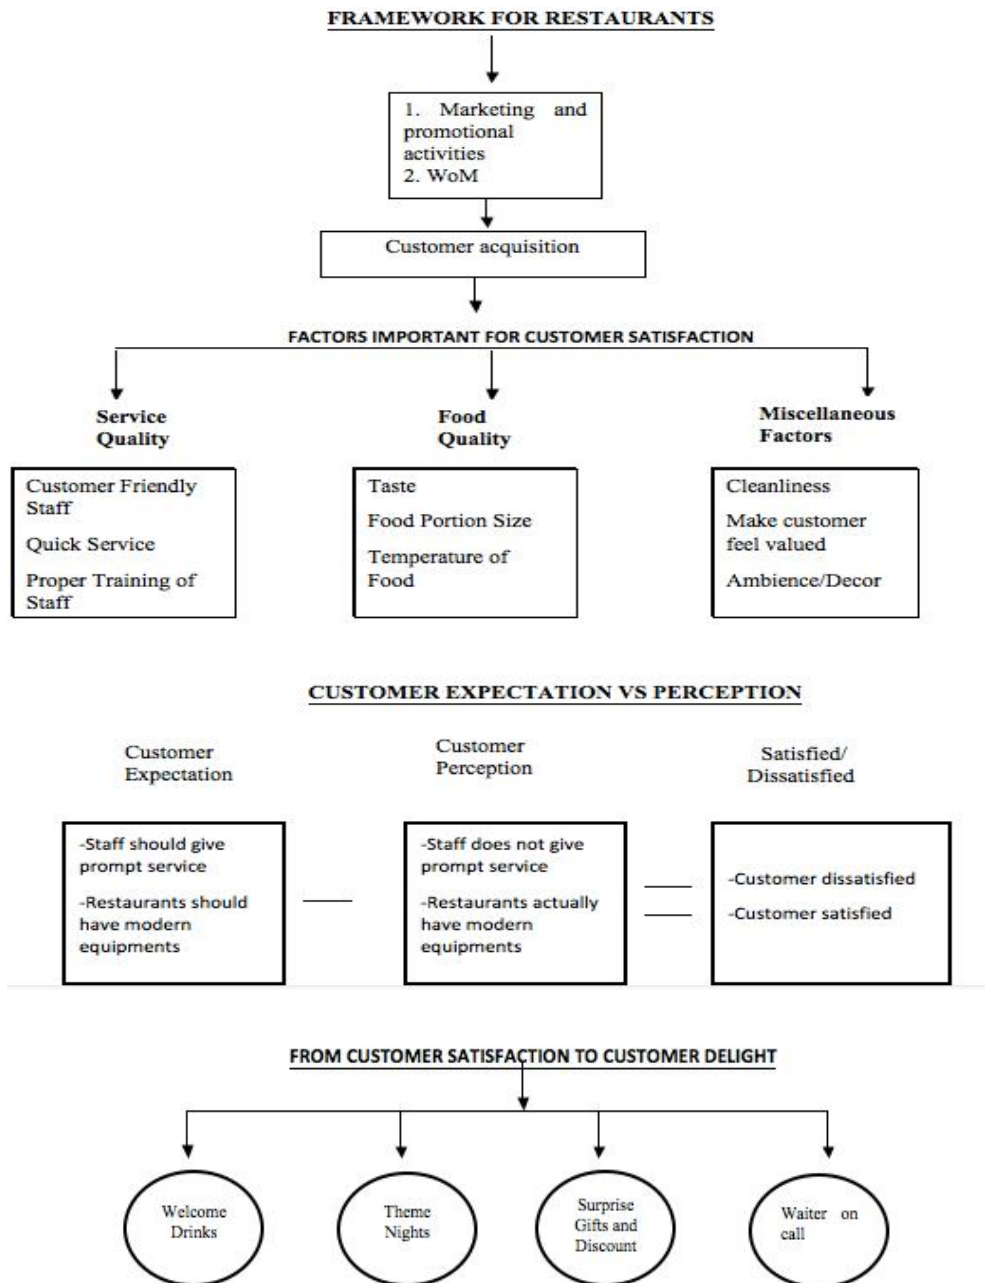 FRAMEWORK FOR RESTAURANTS
1. Marketing and
promotional
activities
2. WoM
Customer acquisition
FACTORS IMPORTANT FOR CUSTOMER SATISFACTION
Service
Quality
Customer Friendly
Staff
Quick Service
Proper Training of
Staff
Food
Quality
Taste
Food Portion Size
Temperature of
Food
Miscellaneous
Factors
Cleanliness
Make customer
feel valued
Ambience/Decor
CUSTOMER EXPECTATION VS PERCEPTION
Customer
Expectation
-Staff should give
prompt service
-Restaurants should
have modern
equipments
Customer
Perception
-Staff does not give
prompt service
-Restaurants actually
have modern
equipments
Satisfied/
Dissatisfied
-Customer dissatisfied
-Customer satisfied
FROM CUSTOMER SATISFACTION TO CUSTOMER DELIGHT
Welcome
Drinks
Theme
Nights
Surprise
Gifts and
Discount
Waiter on
call